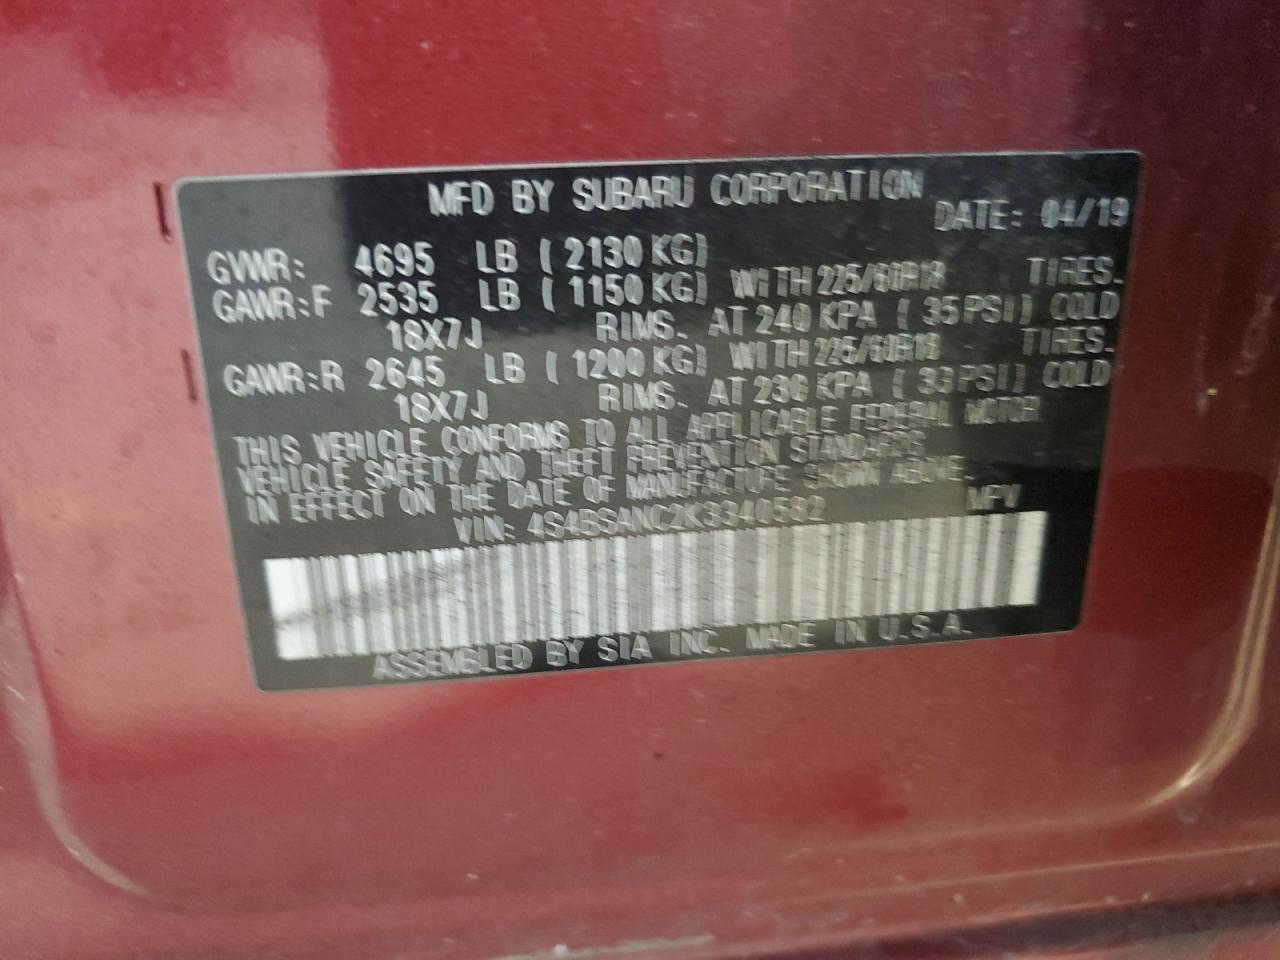 MFD BY SUBARU CORPORATION
DATE: 04/19
GVWR: 4695 LB ( 2130 KG)
GAWR:F 2535 LB ( 1150 KG) WITH 225/60R18 TIRES.
18X7J RIMS. AT 240 KPA ( 35 PSI) COLD
GAWR:R 2645 LB ( 1200 KG) WITH 225/60R18 TIRES.
18X7J RIMS. AT 230 KPA ( 33 PSI) COLD
THIS VEHICLE CONFORMS TO ALL APPLICABLE FEDERAL MOTOR
VEHICLE SAFETY AND THEFT PREVENTION STANDARDS
IN EFFECT ON THE DATE OF MANUFACTURE SHOWN ABOVE.
VIN: 4S4BSANC2K3340582 MPV
ASSEMBLED BY SIA INC. MADE IN U.S.A.